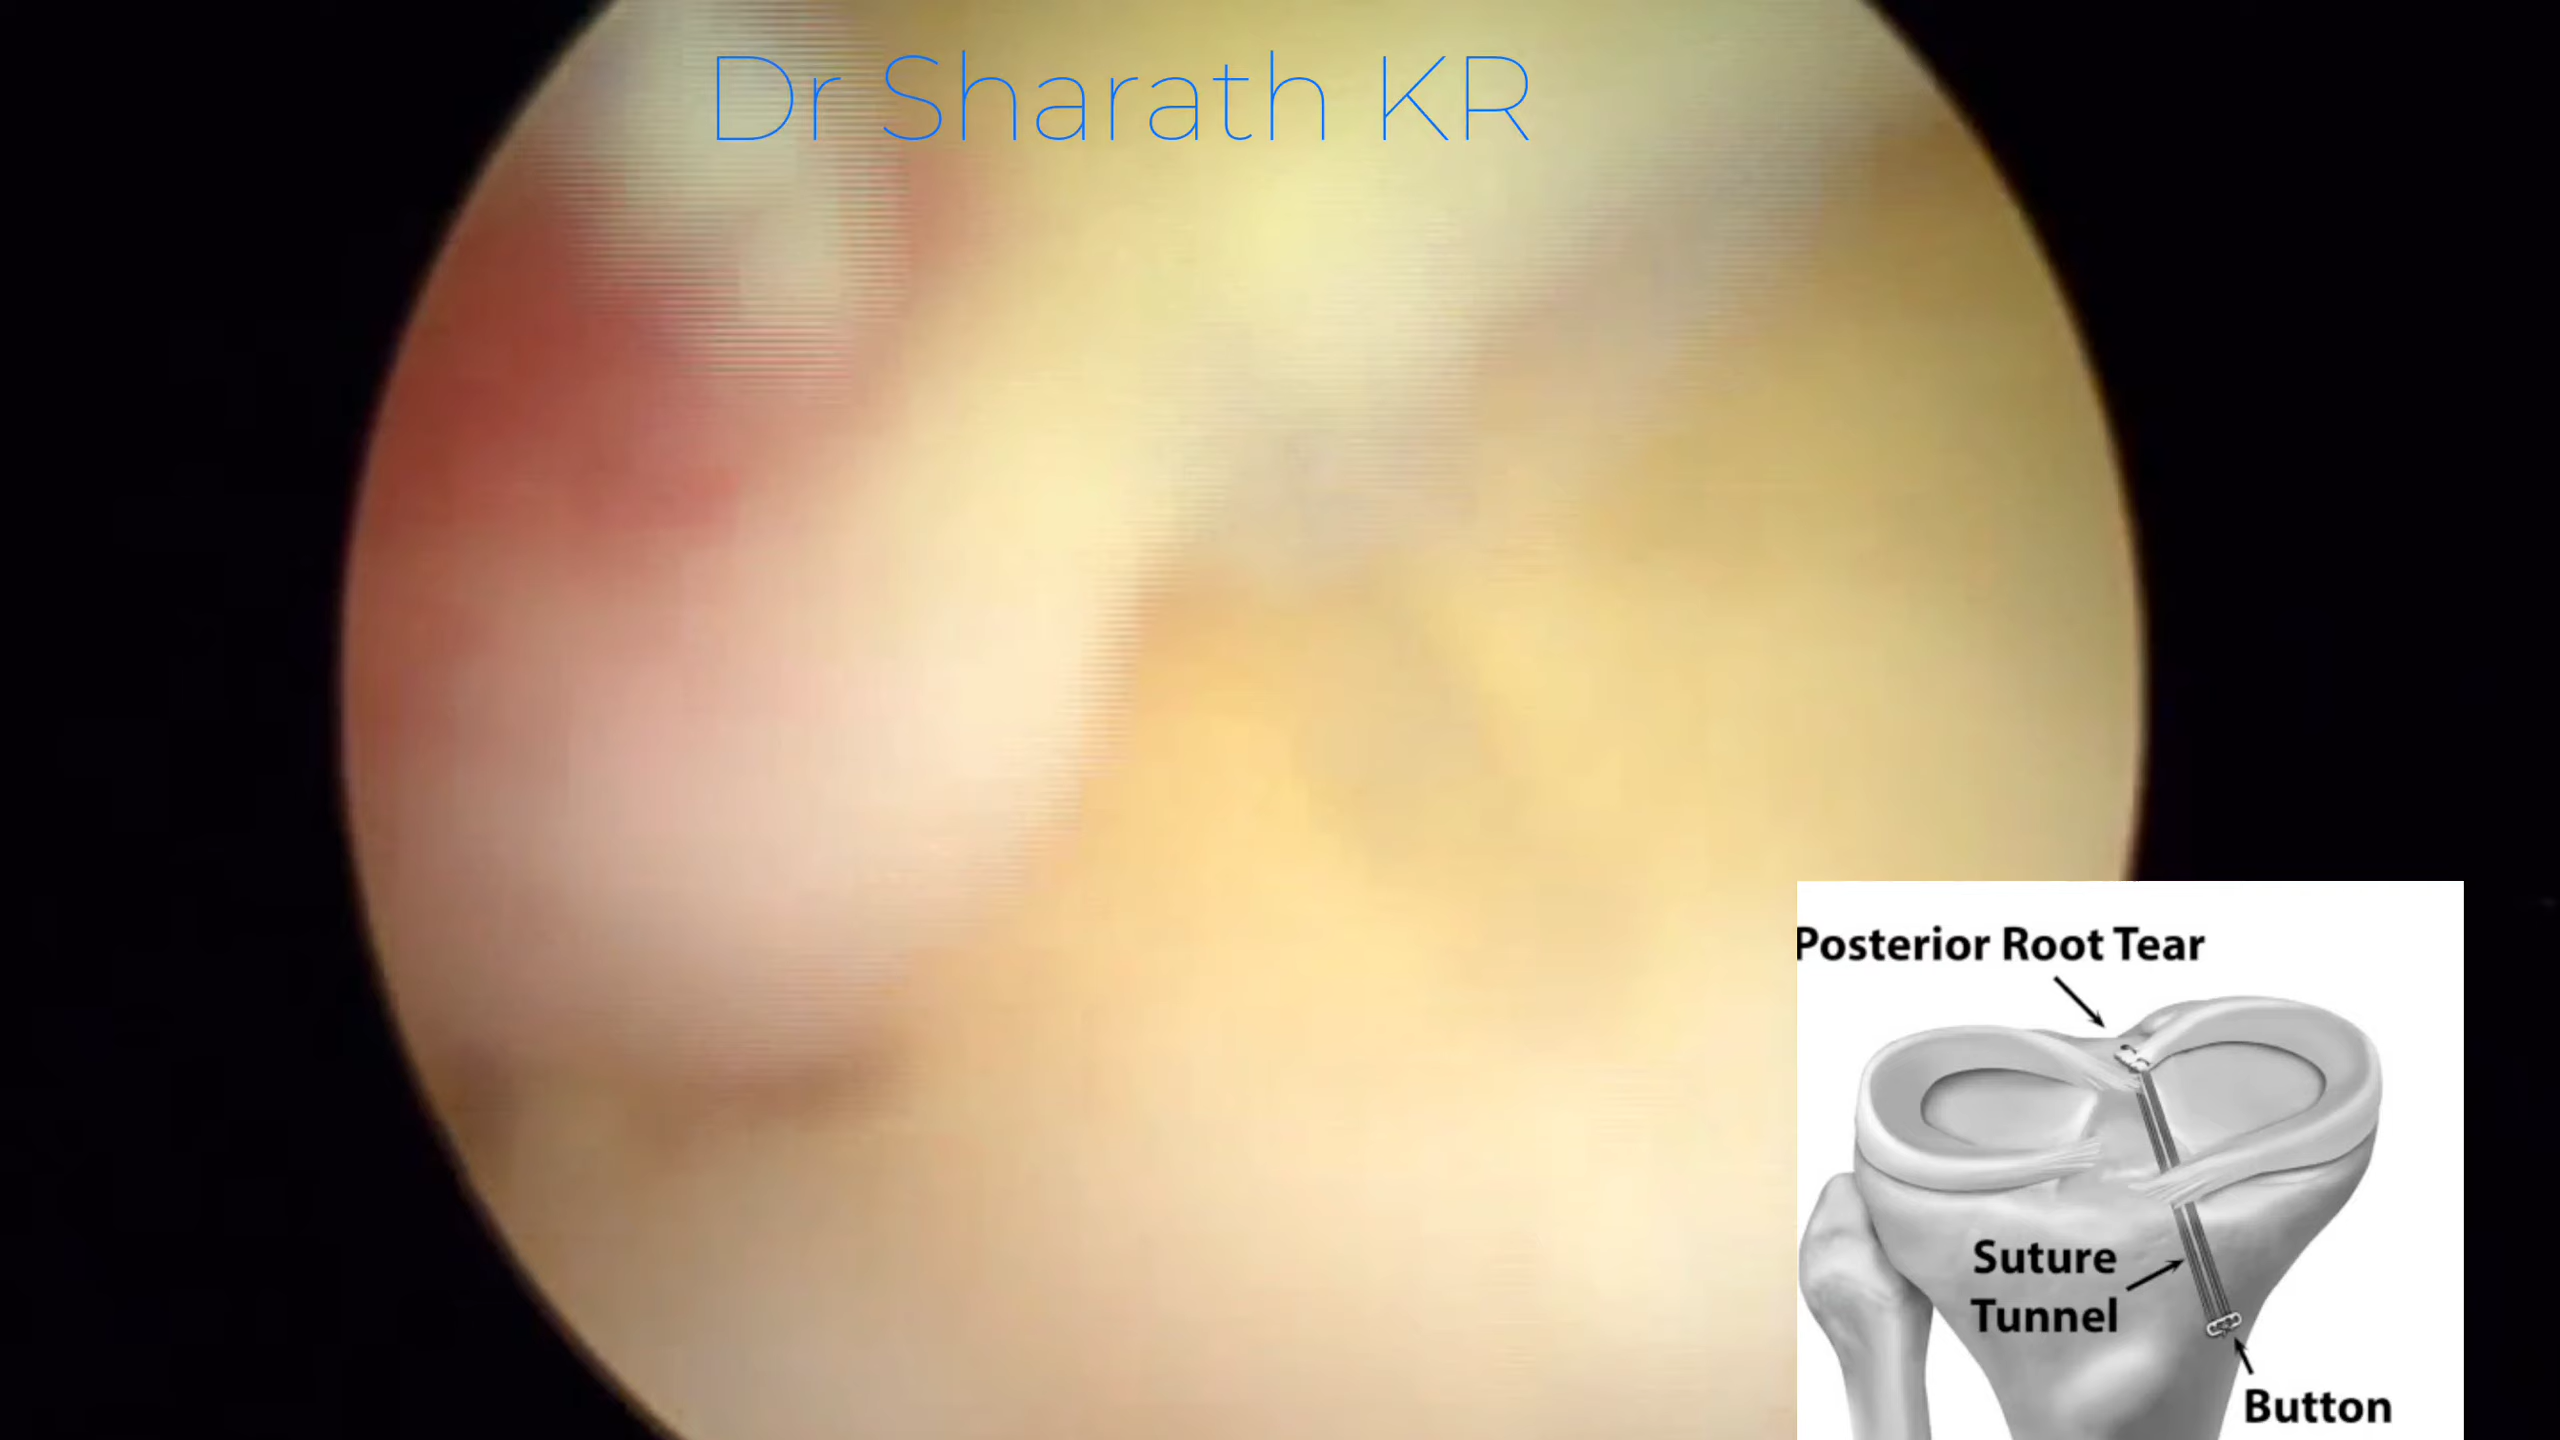 Dr Sharath KR
Posterior Root Tear
Suture
Tunnel
Button